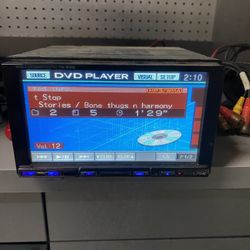 SOURCE DVD PLAYER VISUAL SETUP 2:10
t Stop
Stories / Bone thugs n harmony
2 5 1'29"
Vol. 12
F1/2